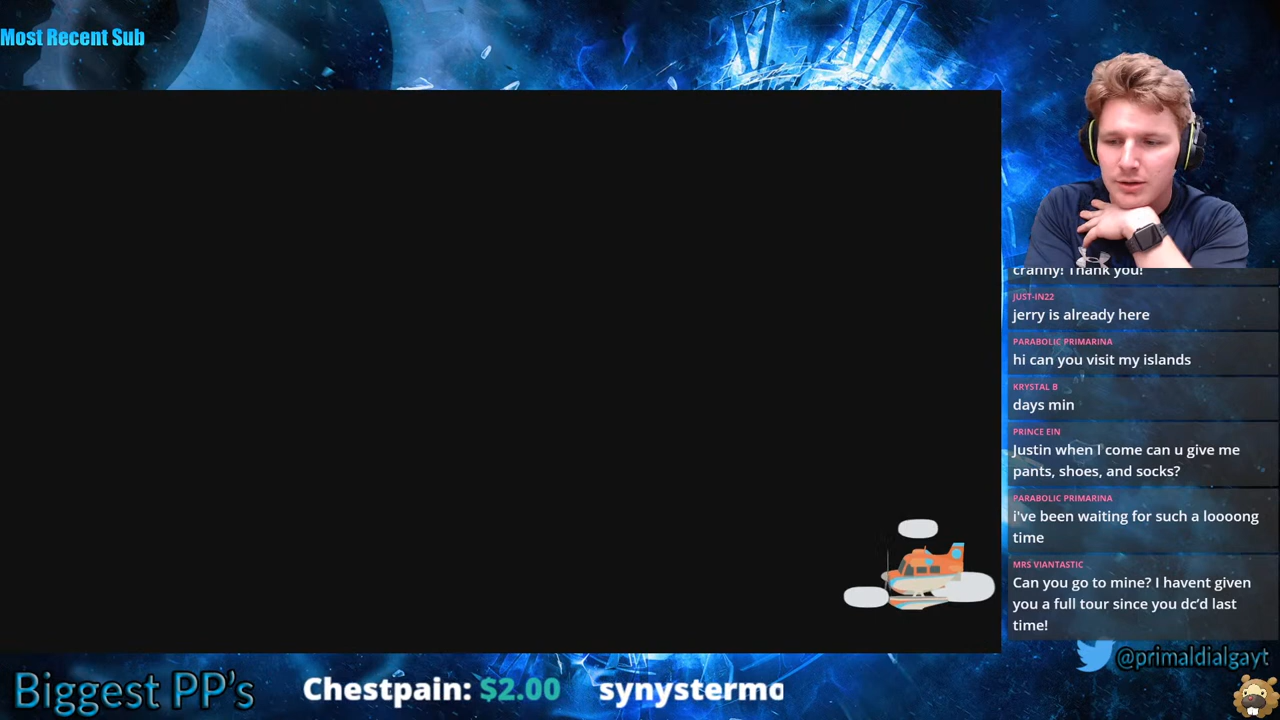 Most Recent Sub
cranny! Thank you!
JUST-IN22
jerry is already here
PARABOLIC PRIMARINA
hi can you visit my islands
KRYSTAL B
days min
PRINCE EIN
Justin when I come can u give me
pants, shoes, and socks?
PARABOLIC PRIMARINA
i've been waiting for such a loooong
time
MRS VIANTASTIC
Can you go to mine? I havent given
you a full tour since you dc'd last
time!
@primaldialgayt
Biggest PP's
Chestpain: $2.00 synystermo